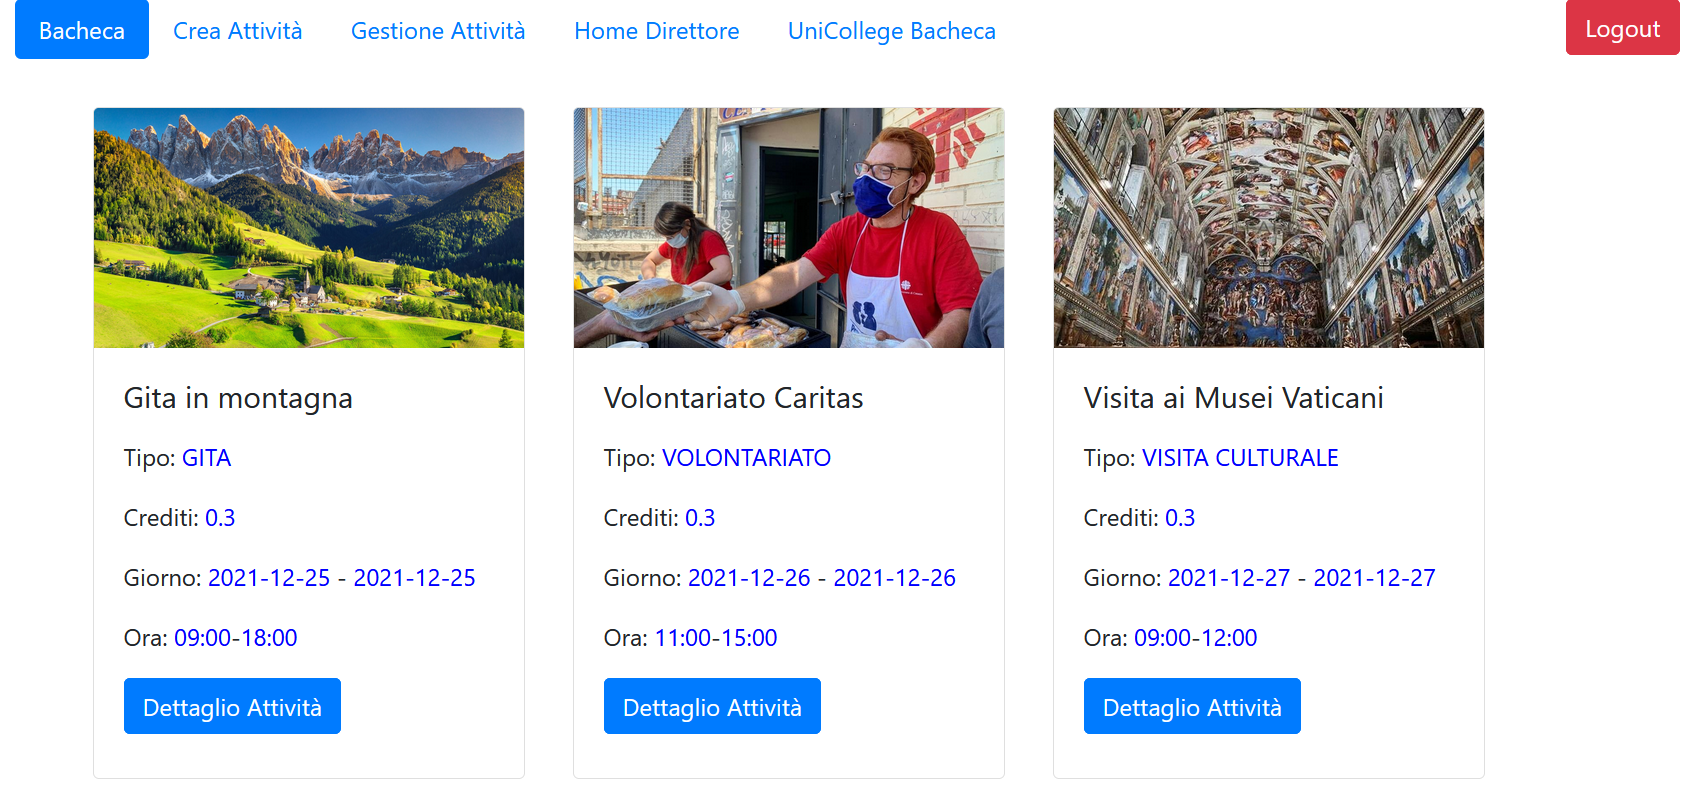 Bacheca Crea Attività Gestione Attività Home Direttore UniCollege Bacheca Logout
Gita in montagna
Tipo: GITA
Crediti: 0.3
Giorno: 2021-12-25 - 2021-12-25
Ora: 09:00-18:00
Dettaglio Attività
Volontariato Caritas
Tipo: VOLONTARIATO
Crediti: 0.3
Giorno: 2021-12-26 - 2021-12-26
Ora: 11:00-15:00
Dettaglio Attività
Visita ai Musei Vaticani
Tipo: VISITA CULTURALE
Crediti: 0.3
Giorno: 2021-12-27 - 2021-12-27
Ora: 09:00-12:00
Dettaglio Attività